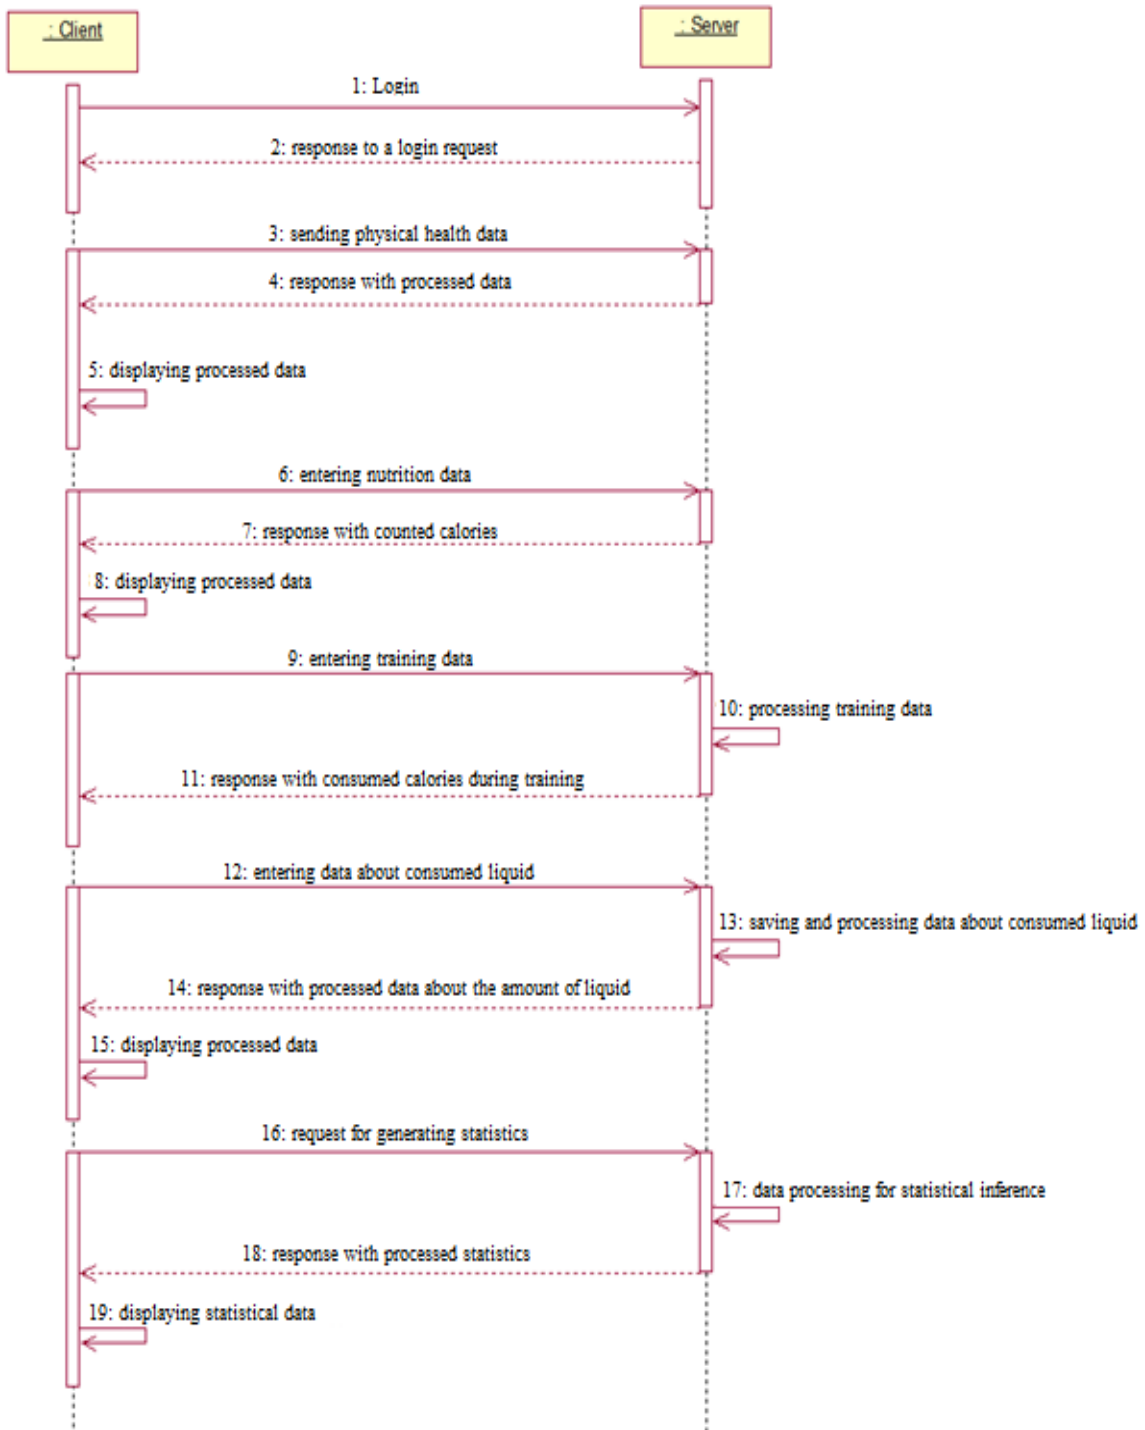 : Client
: Server
1: Login
2: response to a login request
3: sending physical health data
4: response with processed data
5: displaying processed data
6: entering nutrition data
7: response with counted calories
8: displaying processed data
9: entering training data
10: processing training data
11: response with consumed calories during training
12: entering data about consumed liquid
13: saving and processing data about consumed liquid
14: response with processed data about the amount of liquid
15: displaying processed data
16: request for generating statistics
17: data processing for statistical inference
18: response with processed statistics
19: displaying statistical data